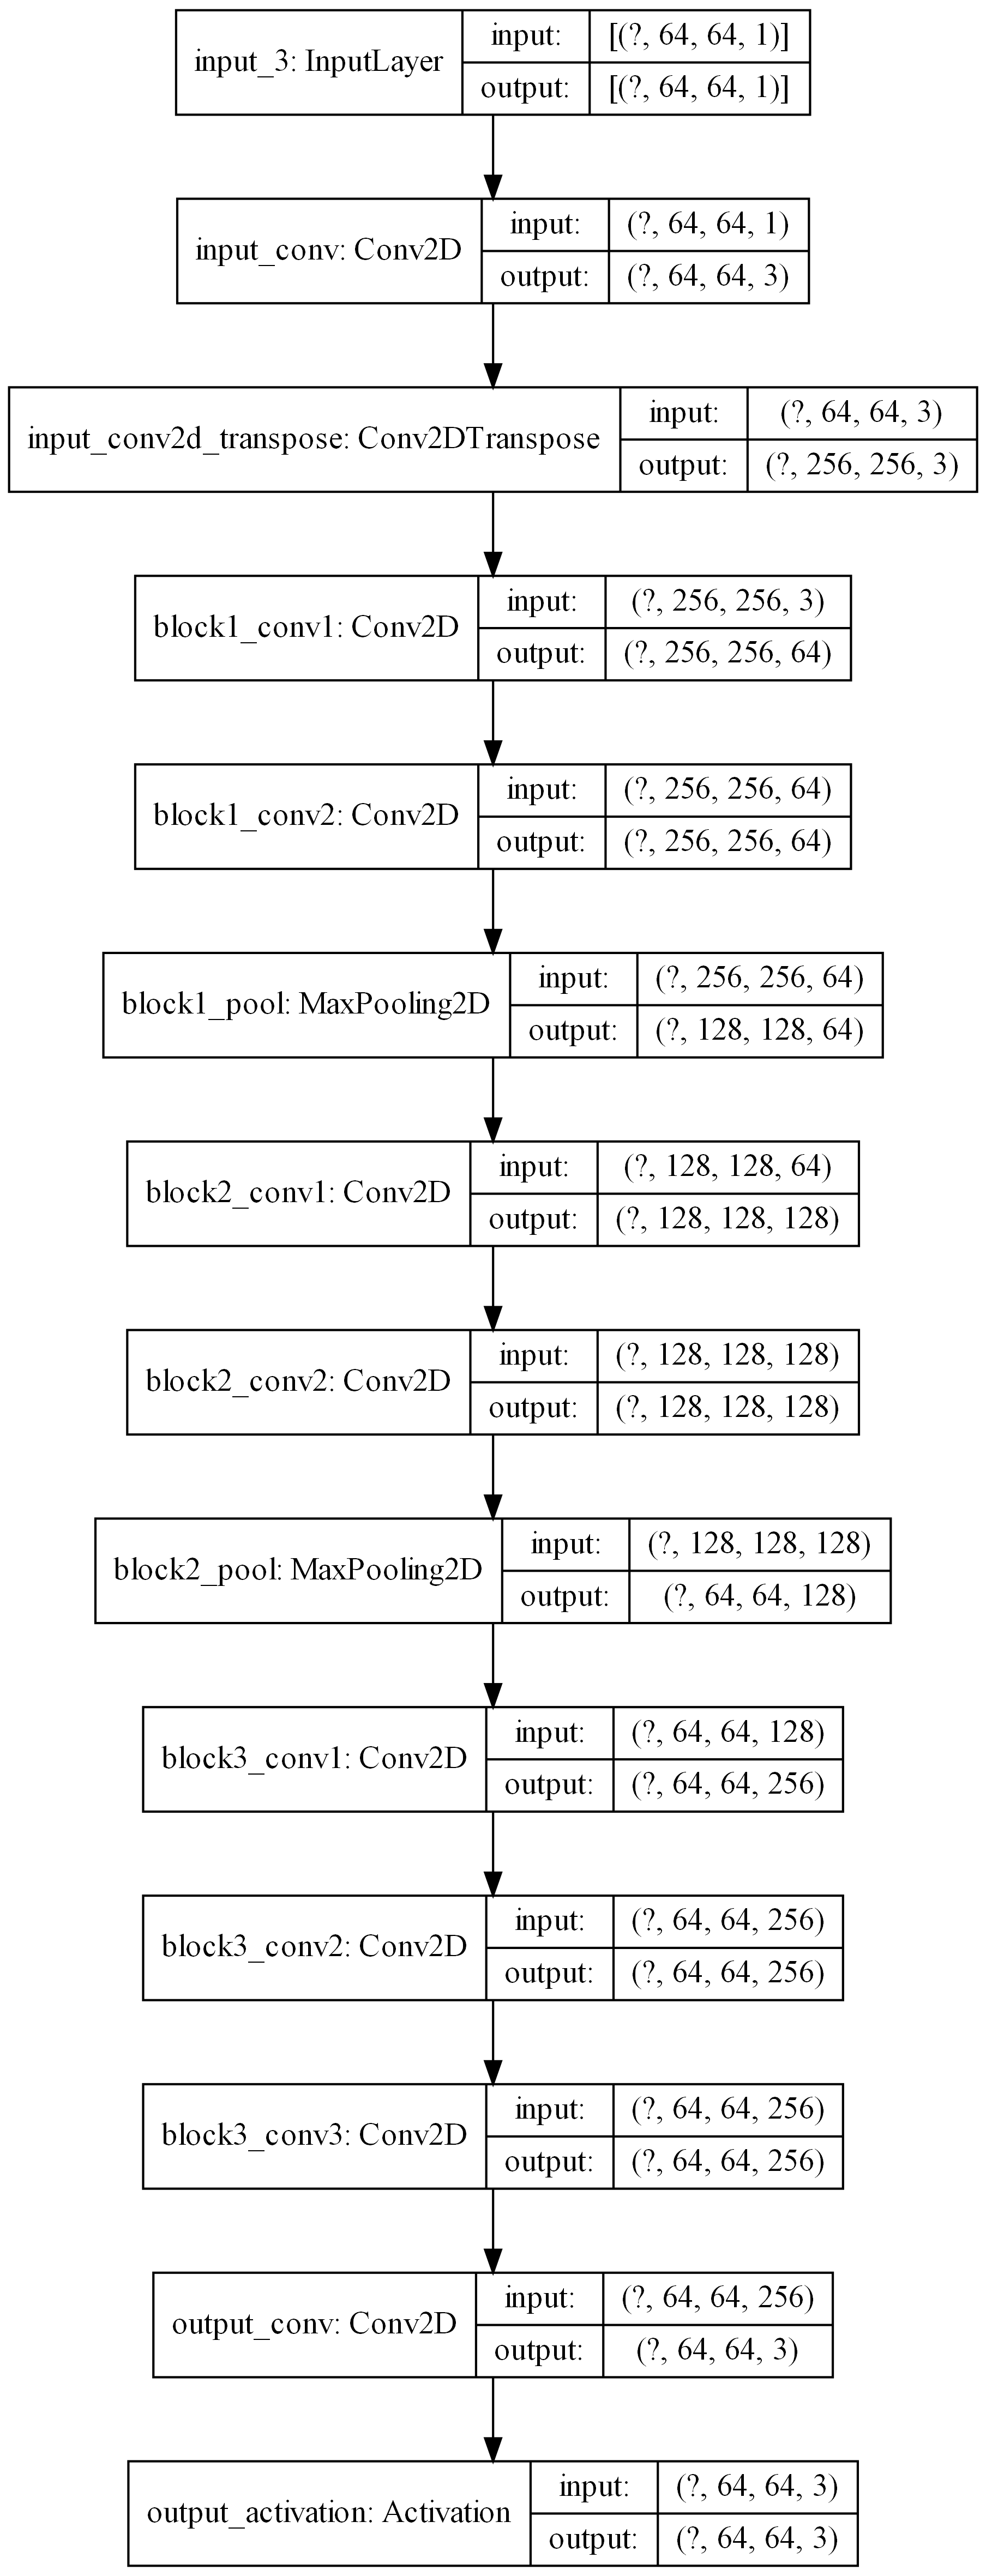 input_3: InputLayer
input:
[(?, 64, 64, 1)]
output:
[(?, 64, 64, 1)]
input_conv: Conv2D
input:
(?, 64, 64, 1)
output:
(?, 64, 64, 3)
input_conv2d_transpose: Conv2DTranspose
input:
(?, 64, 64, 3)
output:
(?, 256, 256, 3)
block1_conv1: Conv2D
input:
(?, 256, 256, 3)
output:
(?, 256, 256, 64)
block1_conv2: Conv2D
input:
(?, 256, 256, 64)
output:
(?, 256, 256, 64)
block1_pool: MaxPooling2D
input:
(?, 256, 256, 64)
output:
(?, 128, 128, 64)
block2_conv1: Conv2D
input:
(?, 128, 128, 64)
output:
(?, 128, 128, 128)
block2_conv2: Conv2D
input:
(?, 128, 128, 128)
output:
(?, 128, 128, 128)
block2_pool: MaxPooling2D
input:
(?, 128, 128, 128)
output:
(?, 64, 64, 128)
block3_conv1: Conv2D
input:
(?, 64, 64, 128)
output:
(?, 64, 64, 256)
block3_conv2: Conv2D
input:
(?, 64, 64, 256)
output:
(?, 64, 64, 256)
block3_conv3: Conv2D
input:
(?, 64, 64, 256)
output:
(?, 64, 64, 256)
output_conv: Conv2D
input:
(?, 64, 64, 256)
output:
(?, 64, 64, 3)
output_activation: Activation
input:
(?, 64, 64, 3)
output:
(?, 64, 64, 3)